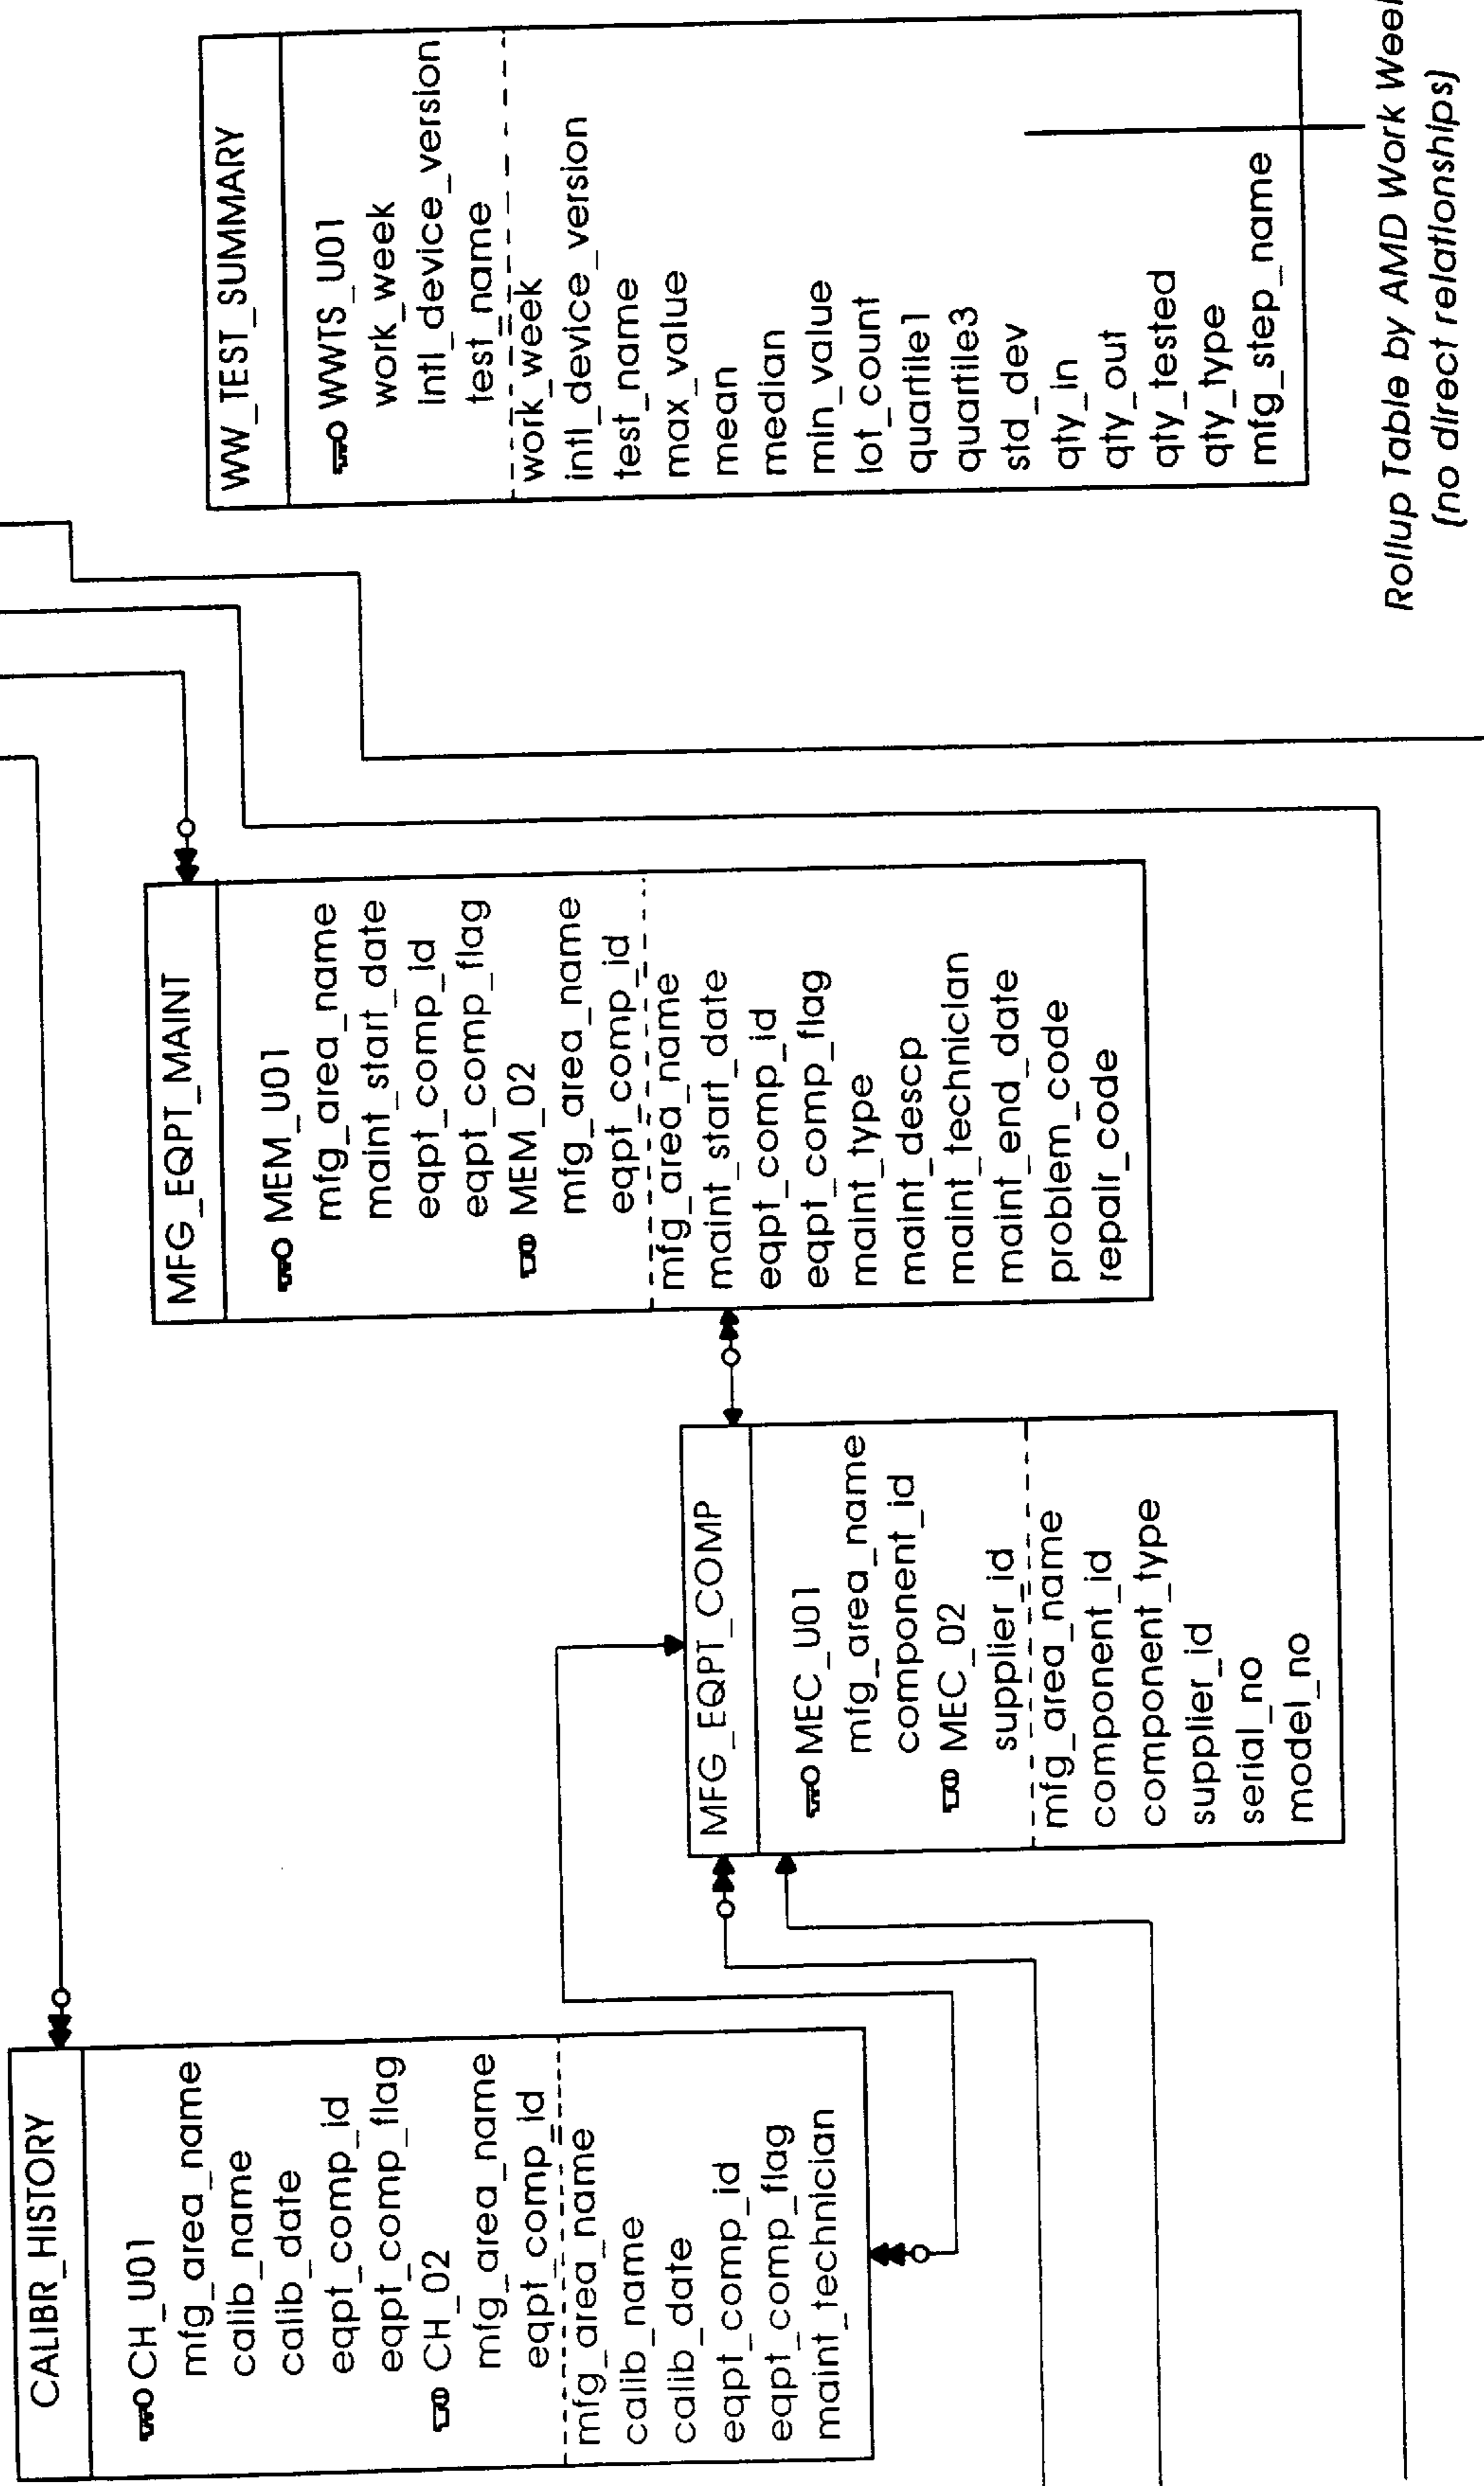 CALIBR_HISTORY
CH_U01
mfg_area_name
calib_name
calib_date
eqpt_comp_id
eqpt_comp_flag
CH_02
mfg_area_name
eqpt_comp_id
mfg_area_name
calib_name
calib_date
eqpt_comp_id
eqpt_comp_flag
maint_technician
MFG_EQPT_COMP
MEC_U01
mfg_area_name
component_id
MEC_02
supplier_id
mfg_area_name
component_id
component_type
supplier_id
serial_no
model_no
MFG_EQPT_MAINT
MEM_U01
mfg_area_name
maint_start_date
eqpt_comp_id
eqpt_comp_flag
MEM_02
mfg_area_name
eqpt_comp_id
mfg_area_name
maint_start_date
eqpt_comp_id
eqpt_comp_flag
maint_type
maint_descp
maint_technician
maint_end_date
problem_code
repair_code
WW_TEST_SUMMARY
WWTS_U01
work_week
intl_device_version
test_name
work_week
intl_device_version
test_name
max_value
mean
median
min_value
lot_count
quartile1
quartile3
std_dev
qty_in
qty_out
qty_tested
qty_type
mfg_step_name
Rollup Table by AMD Work Week
(no direct relationships)